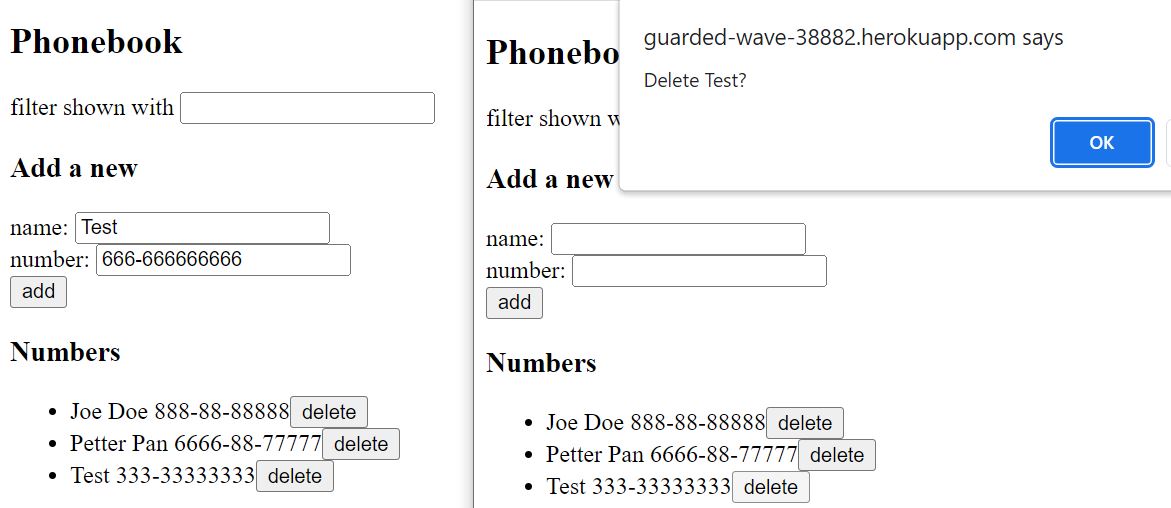 Phonebook
filter shown with
Add a new
name: Test
number: 666-666666666
add
Numbers
Joe Doe 888-88-88888 delete
Petter Pan 6666-88-77777 delete
Test 333-33333333 delete
Phonebo
guarded-wave-38882.herokuapp.com says
Delete Test?
OK
filter shown w
Add a new
name:
number:
add
Numbers
Joe Doe 888-88-88888 delete
Petter Pan 6666-88-77777 delete
Test 333-33333333 delete